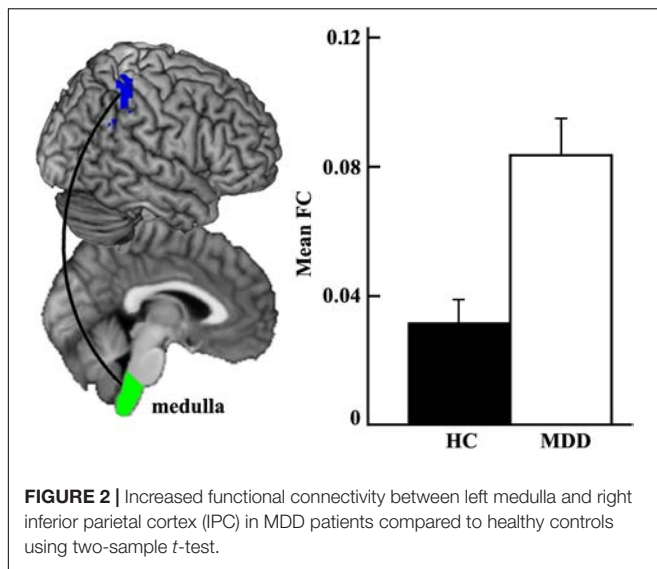 0.12
0.08
0.04
0
Mean FC
HC MDD
medulla
FIGURE 2 | Increased functional connectivity between left medulla and right
inferior parietal cortex (IPC) in MDD patients compared to healthy controls
using two-sample t-test.